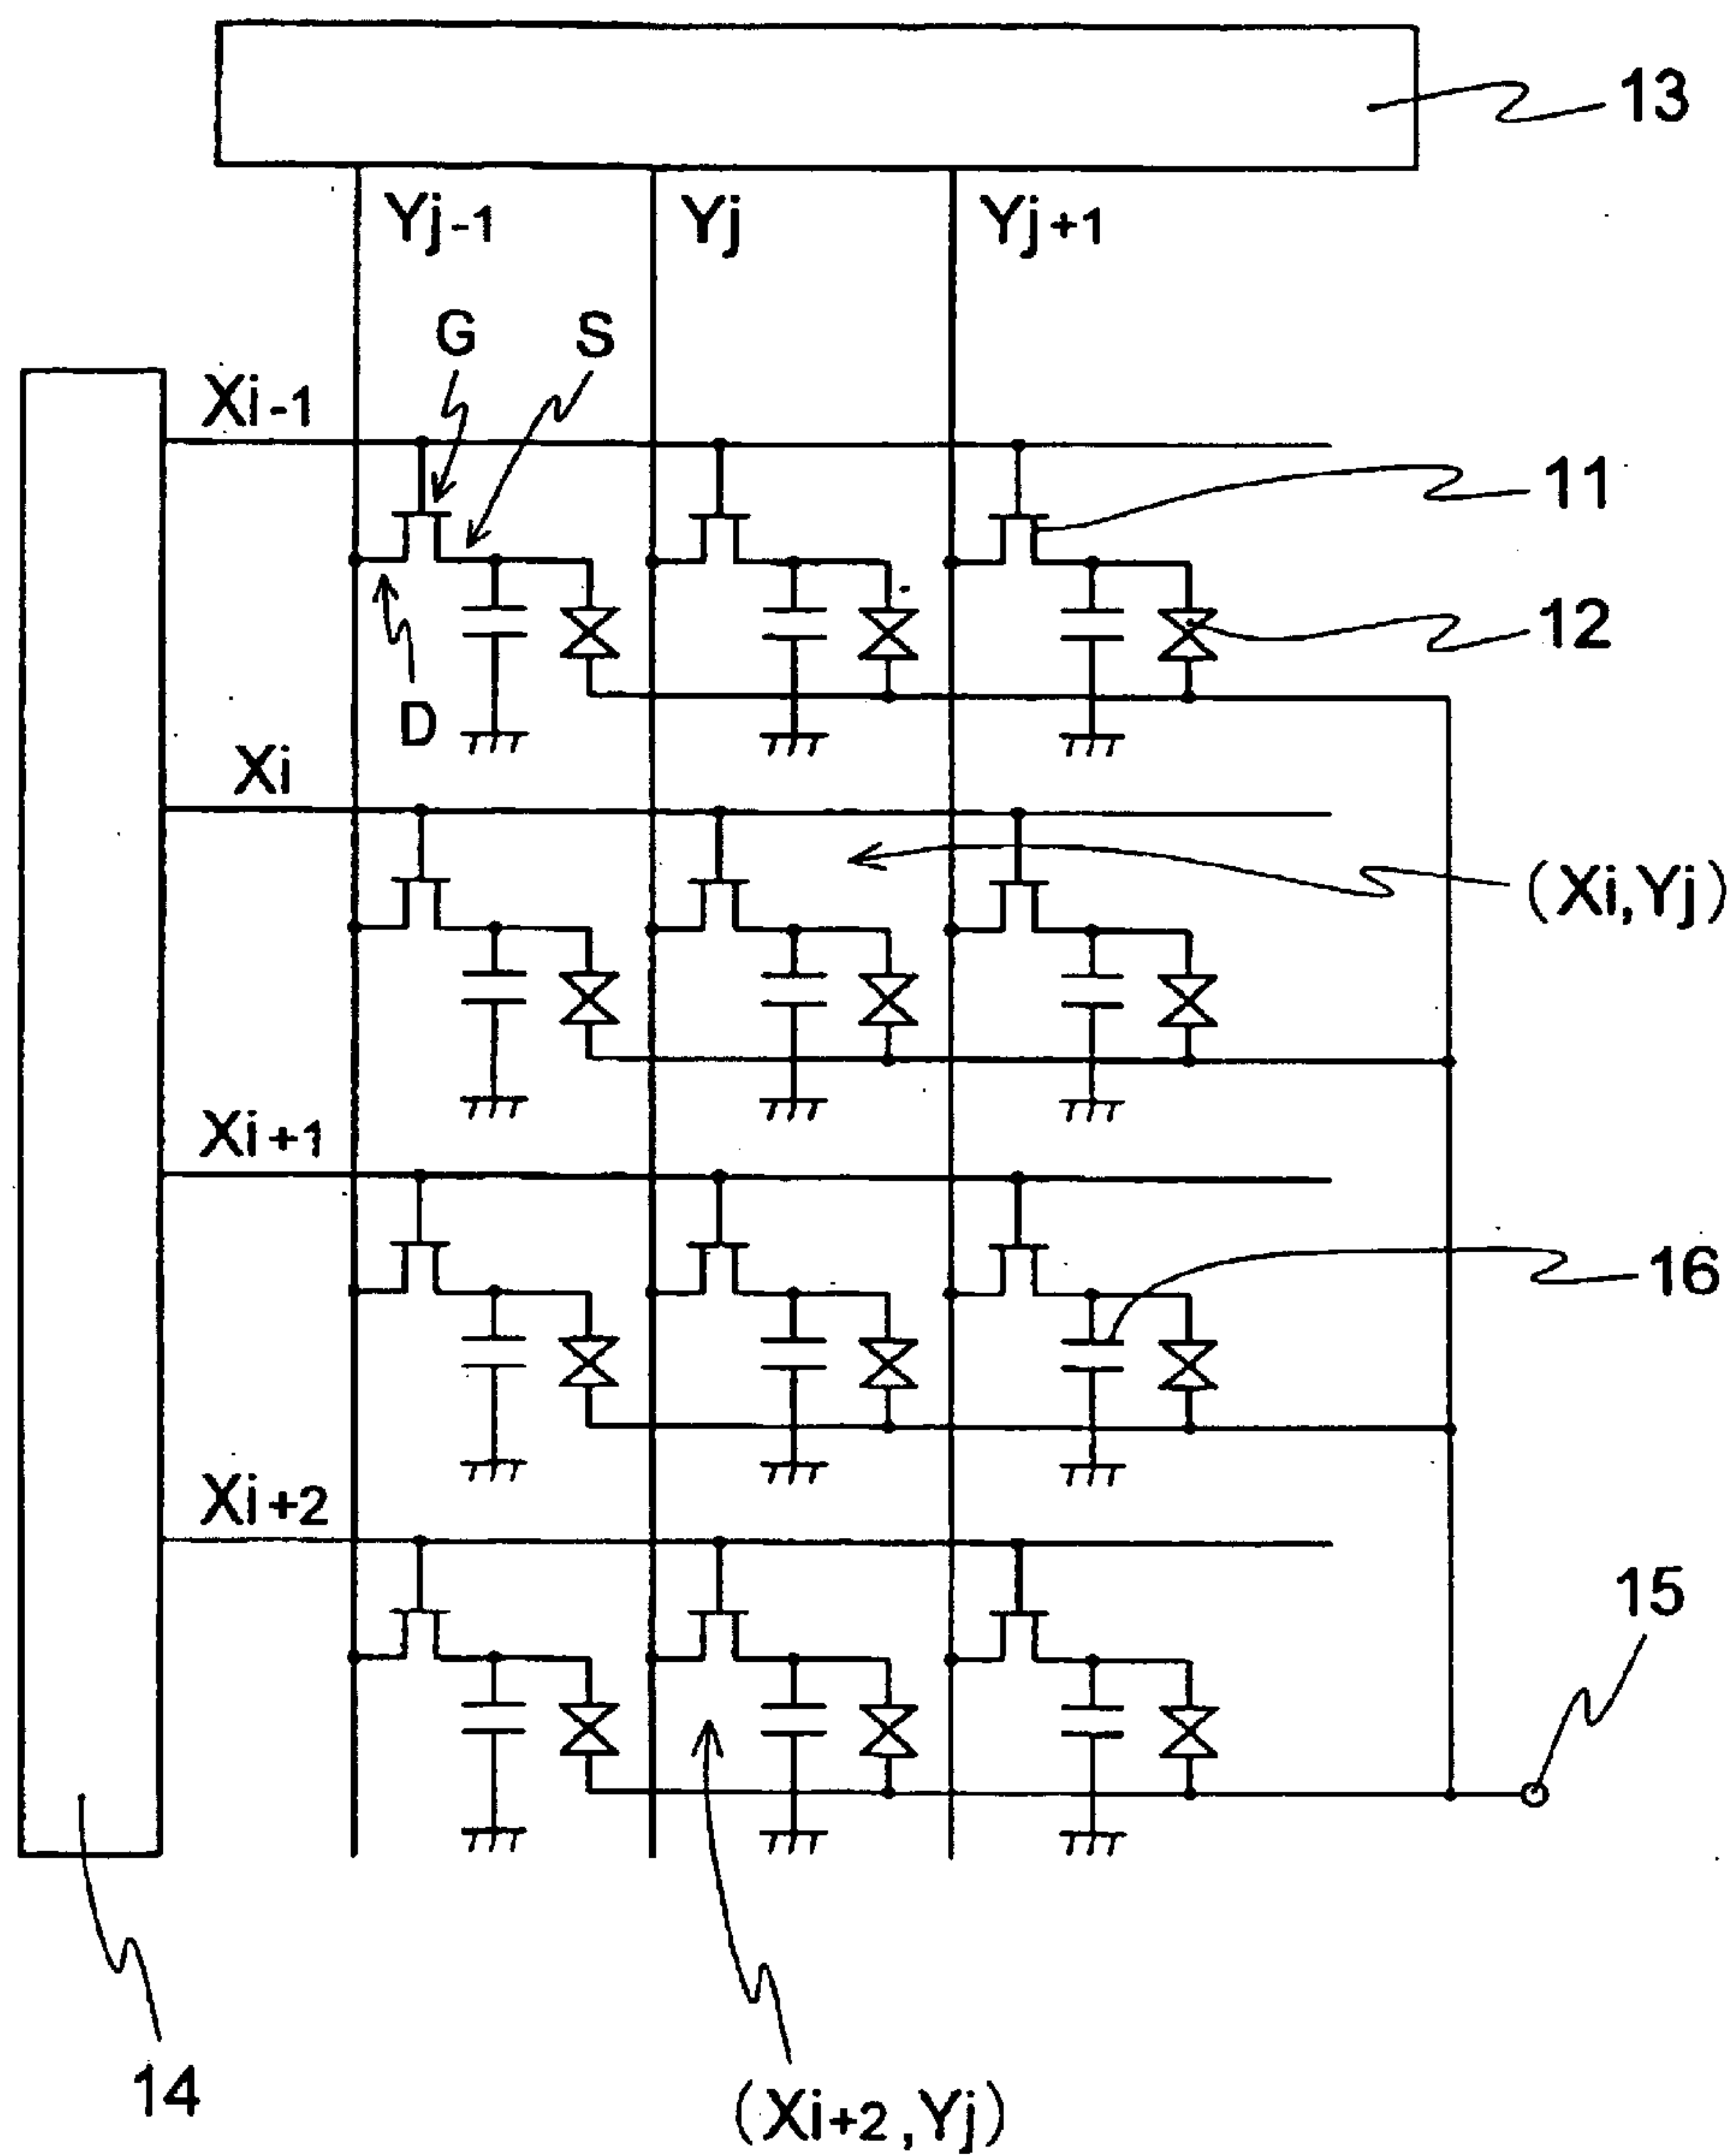 13
Yj-1 Yj Yj+1
G S
Xi-1
11
12
D
Xi
(Xi,Yj)
Xi+1
16
Xi+2
15
14
(Xi+2,Yj)